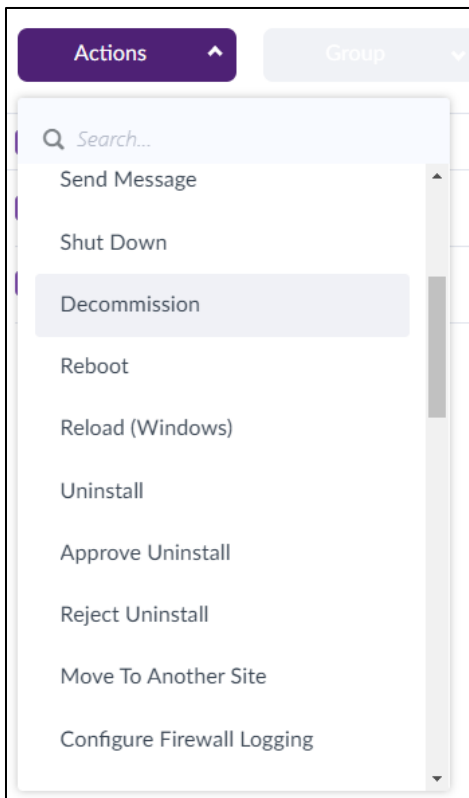 Actions
Group
Search...
Send Message
Shut Down
Decommission
Reboot
Reload (Windows)
Uninstall
Approve Uninstall
Reject Uninstall
Move To Another Site
Configure Firewall Logging